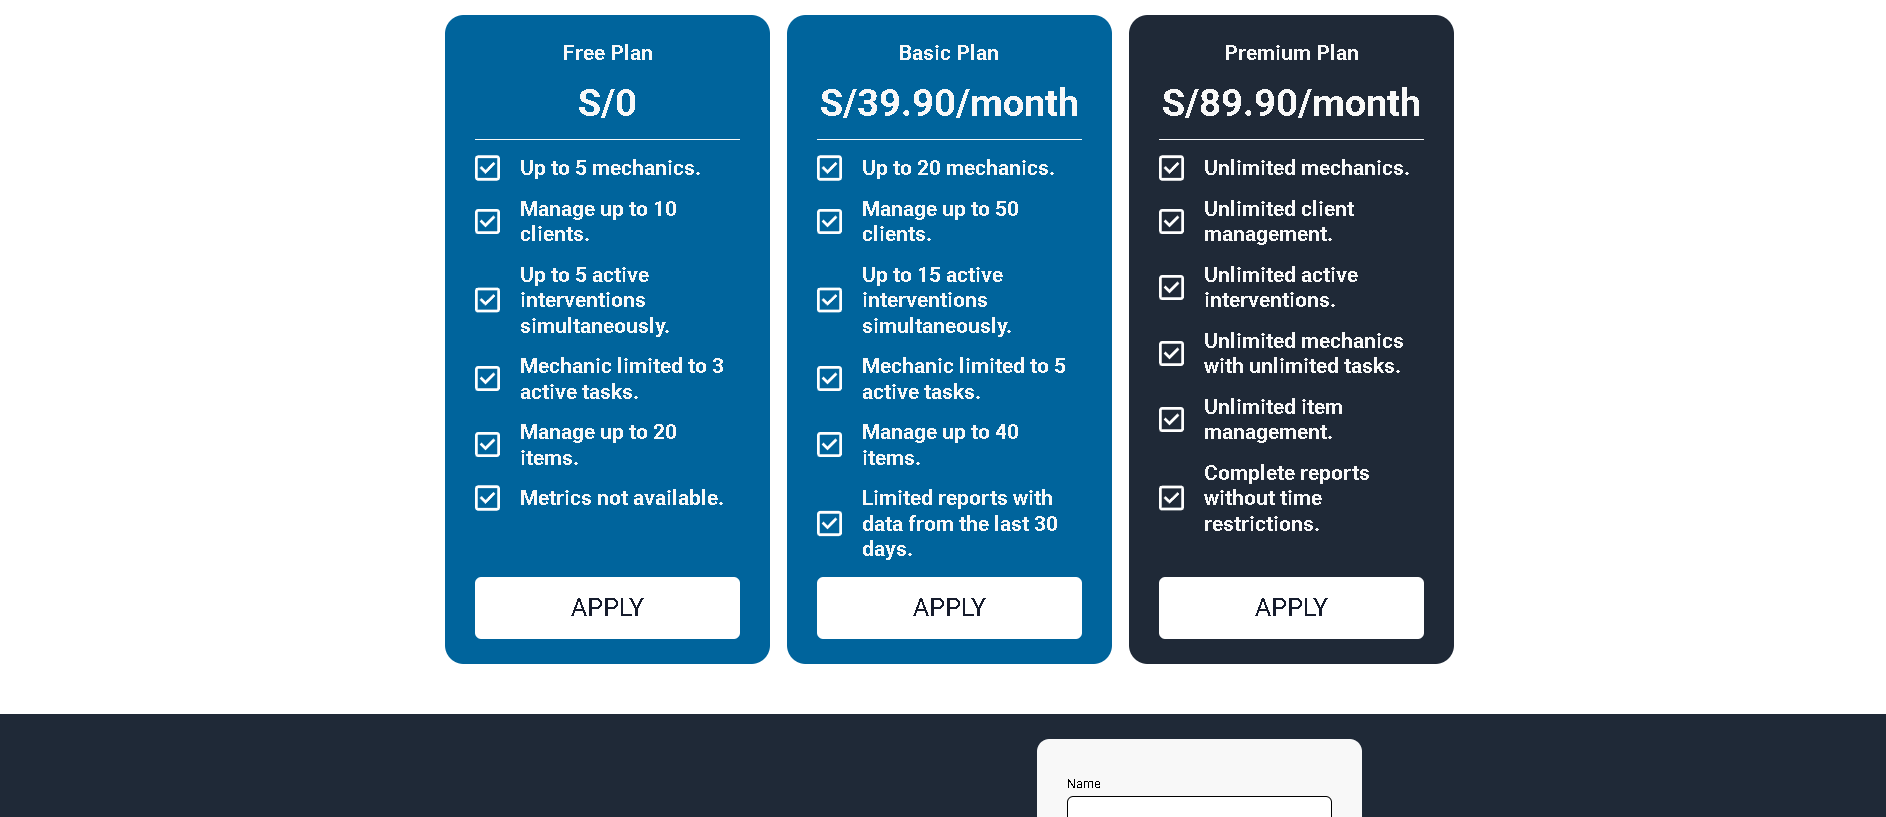 Free Plan
S/0
Up to 5 mechanics.
Manage up to 10
clients.
Up to 5 active
interventions
simultaneously.
Mechanic limited to 3
active tasks.
Manage up to 20
items.
Metrics not available.
APPLY
Basic Plan
S/39.90/month
Up to 20 mechanics.
Manage up to 50
clients.
Up to 15 active
interventions
simultaneously.
Mechanic limited to 5
active tasks.
Manage up to 40
items.
Limited reports with
data from the last 30
days.
APPLY
Premium Plan
S/89.90/month
Unlimited mechanics.
Unlimited client
management.
Unlimited active
interventions.
Unlimited mechanics
with unlimited tasks.
Unlimited item
management.
Complete reports
without time
restrictions.
APPLY
Name